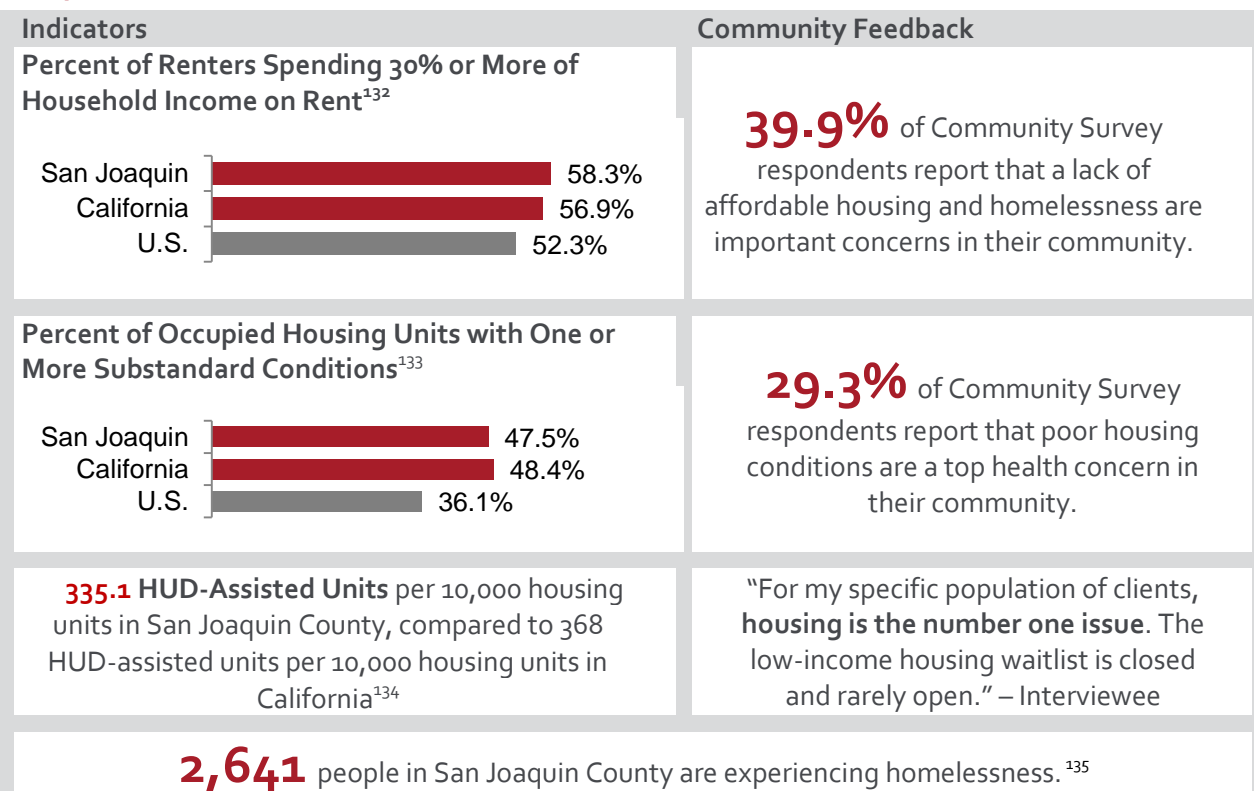 Indicators
Community Feedback
Percent of Renters Spending 30% or More of
Household Income on Rent¹³²
San Joaquin 58.3%
California 56.9%
U.S. 52.3%
39.9% of Community Survey
respondents report that a lack of
affordable housing and homelessness are
important concerns in their community.
Percent of Occupied Housing Units with One or
More Substandard Conditions¹³³
San Joaquin 47.5%
California 48.4%
U.S. 36.1%
29.3% of Community Survey
respondents report that poor housing
conditions are a top health concern in
their community.
335.1 HUD-Assisted Units per 10,000 housing
units in San Joaquin County, compared to 368
HUD-assisted units per 10,000 housing units in
California¹³⁴
“For my specific population of clients,
housing is the number one issue. The
low-income housing waitlist is closed
and rarely open.” – Interviewee
2,641 people in San Joaquin County are experiencing homelessness. ¹³⁵